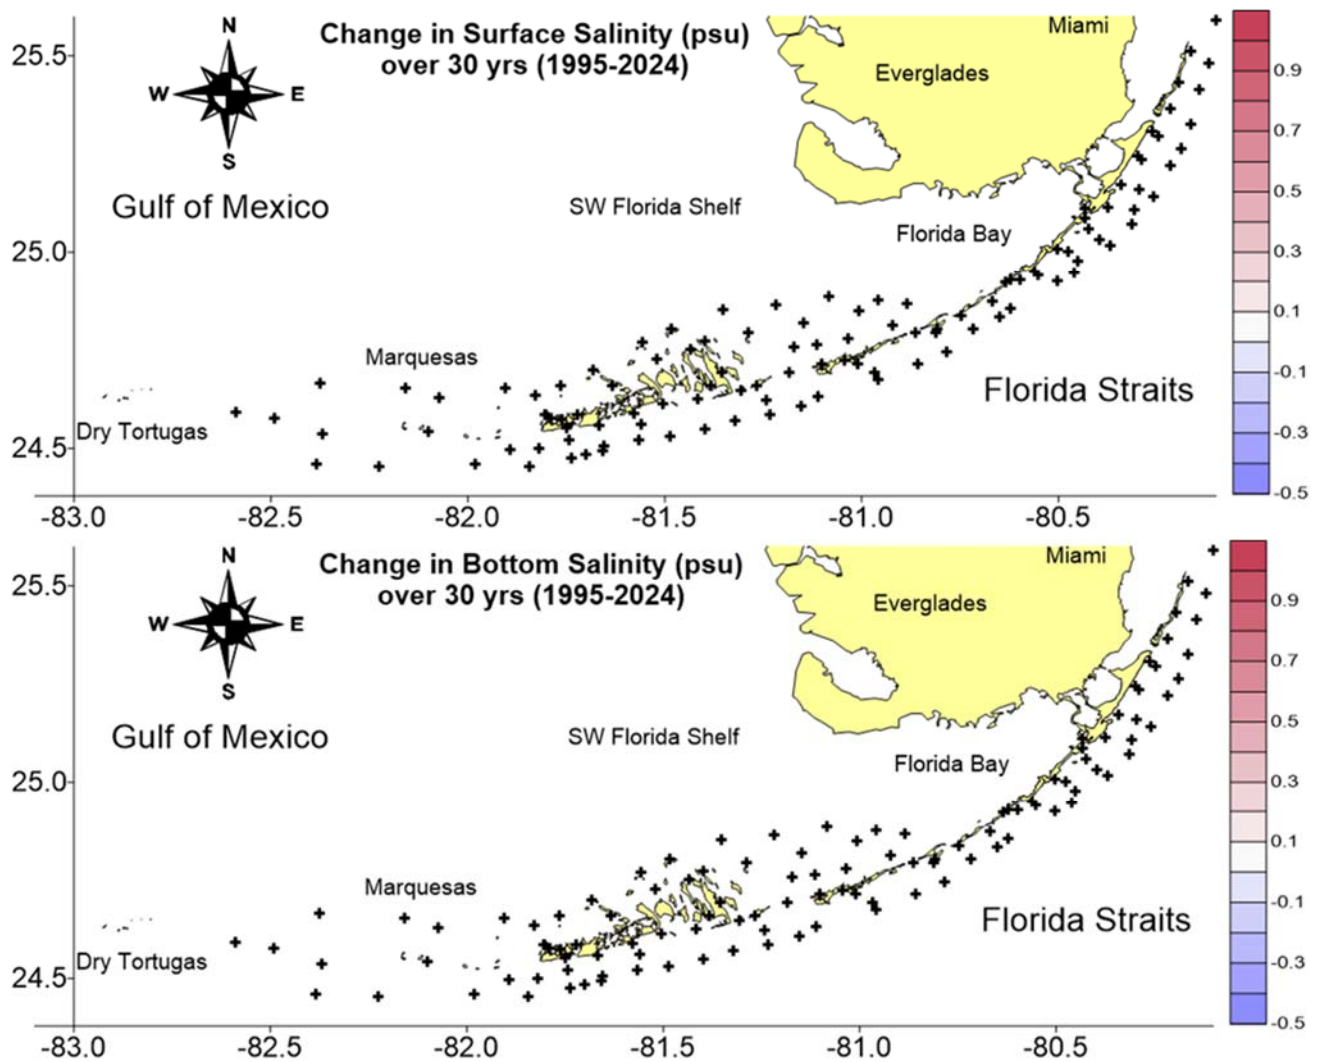 Change in Surface Salinity (psu)
over 30 yrs (1995-2024)
N
W E
S
Miami
Everglades
Gulf of Mexico
SW Florida Shelf
Florida Bay
Marquesas
Florida Straits
Dry Tortugas
25.5
25.0
24.5
-83.0 -82.5 -82.0 -81.5 -81.0 -80.5
0.9
0.7
0.5
0.3
0.1
-0.1
-0.3
-0.5
Change in Bottom Salinity (psu)
over 30 yrs (1995-2024)
N
W E
S
Miami
Everglades
Gulf of Mexico
SW Florida Shelf
Florida Bay
Marquesas
Florida Straits
Dry Tortugas
25.5
25.0
24.5
-83.0 -82.5 -82.0 -81.5 -81.0 -80.5
0.9
0.7
0.5
0.3
0.1
-0.1
-0.3
-0.5